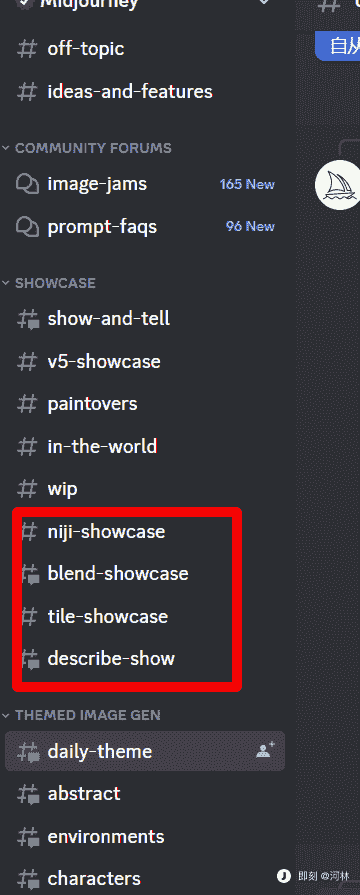 Midjourney
off-topic
ideas-and-features
COMMUNITY FORUMS
image-jams 165 New
prompt-faqs 96 New
SHOWCASE
show-and-tell
v5-showcase
paintovers
in-the-world
wip
niji-showcase
blend-showcase
tile-showcase
describe-show
THEMED IMAGE GEN
daily-theme
abstract
environments
characters
自从
即刻 @河林